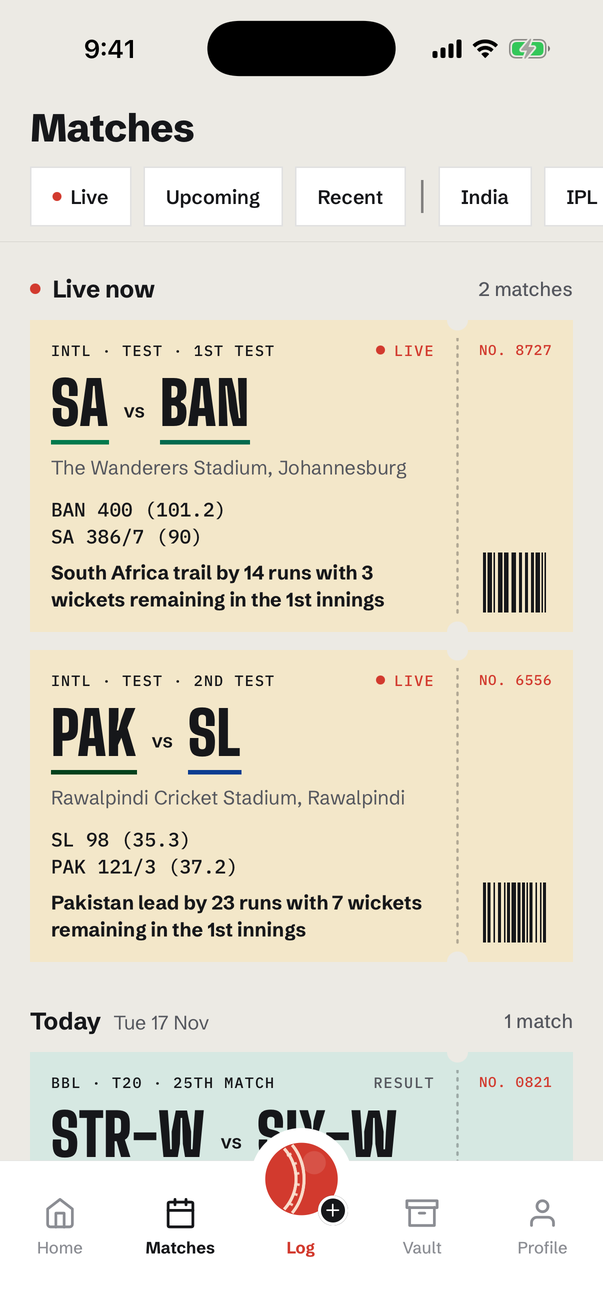 9:41
Matches
Live
Upcoming
Recent
India
IPL
Live now
2 matches
INTL · TEST · 1ST TEST
LIVE
NO. 8727
SA vs BAN
The Wanderers Stadium, Johannesburg
BAN 400 (101.2)
SA 386/7 (90)
South Africa trail by 14 runs with 3
wickets remaining in the 1st innings
INTL · TEST · 2ND TEST
LIVE
NO. 6556
PAK vs SL
Rawalpindi Cricket Stadium, Rawalpindi
SL 98 (35.3)
PAK 121/3 (37.2)
Pakistan lead by 23 runs with 7 wickets
remaining in the 1st innings
Today Tue 17 Nov
1 match
BBL · T20 · 25TH MATCH
RESULT
NO. 0821
STR-W vs SIX-W
Home
Matches
Log
Vault
Profile